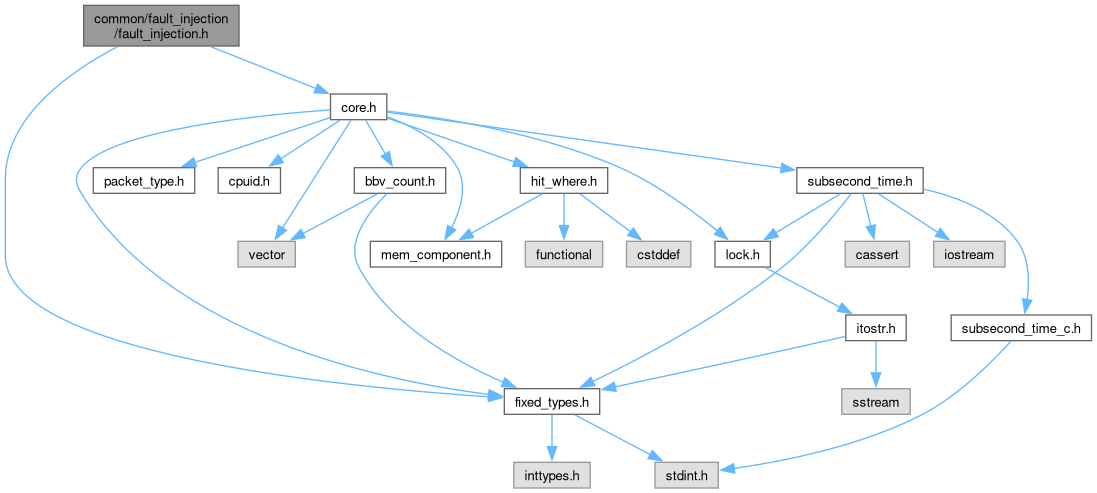 common/fault_injection
/fault_injection.h
core.h
packet_type.h
cpuid.h
bbv_count.h
hit_where.h
subsecond_time.h
vector
mem_component.h
functional
cstddef
lock.h
cassert
iostream
itostr.h
subsecond_time_c.h
fixed_types.h
sstream
inttypes.h
stdint.h